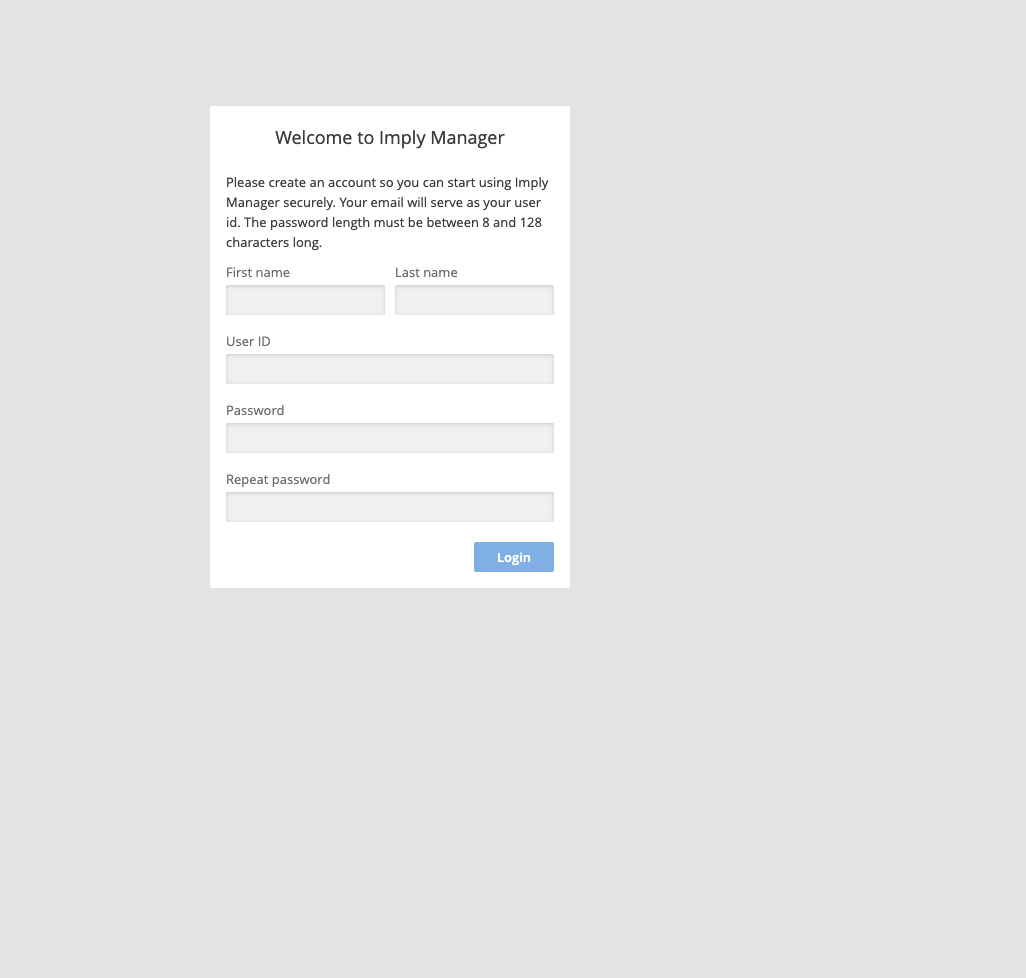 Welcome to Imply Manager
Please create an account so you can start using Imply
Manager securely. Your email will serve as your user
id. The password length must be between 8 and 128
characters long.
First name Last name
User ID
Password
Repeat password
Login